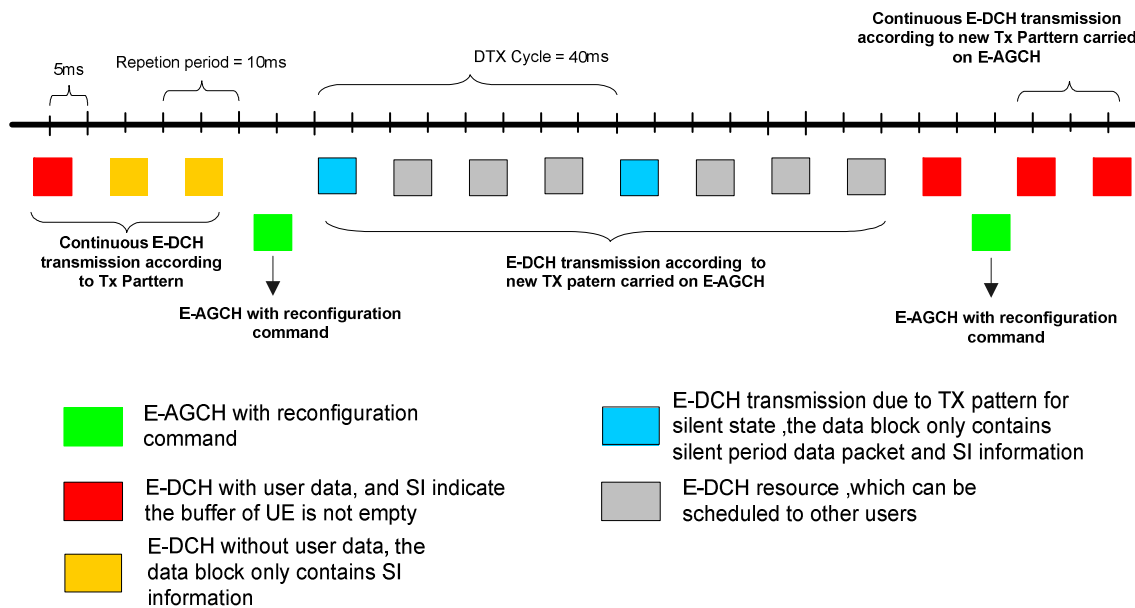 Continuous E-DCH transmission
according to new Tx Parttern carried
on E-AGCH
5ms
Repetion period = 10ms
DTX Cycle = 40ms
Continuous E-DCH
transmission according
to Tx Parttern
E-DCH transmission according to
new TX patern carried on E-AGCH
E-AGCH with reconfiguration
command
E-AGCH with reconfiguration
command
E-AGCH with reconfiguration
command
E-DCH with user data, and SI indicate
the buffer of UE is not empty
E-DCH without user data, the
data block only contains SI
information
E-DCH transmission due to TX pattern for
silent state ,the data block only contains
silent period data packet and SI information
E-DCH resource ,which can be
scheduled to other users